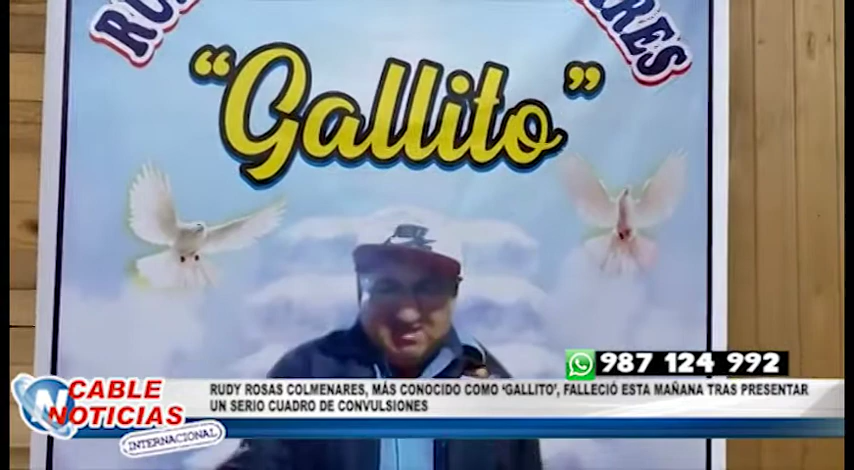 "Gallito"
987 124 992
RUDY ROSAS COLMENARES, MÁS CONOCIDO COMO 'GALLITO', FALLECIÓ ESTA MAÑANA TRAS PRESENTAR
UN SERIO CUADRO DE CONVULSIONES
CABLE
NOTICIAS
INTERNACIONAL